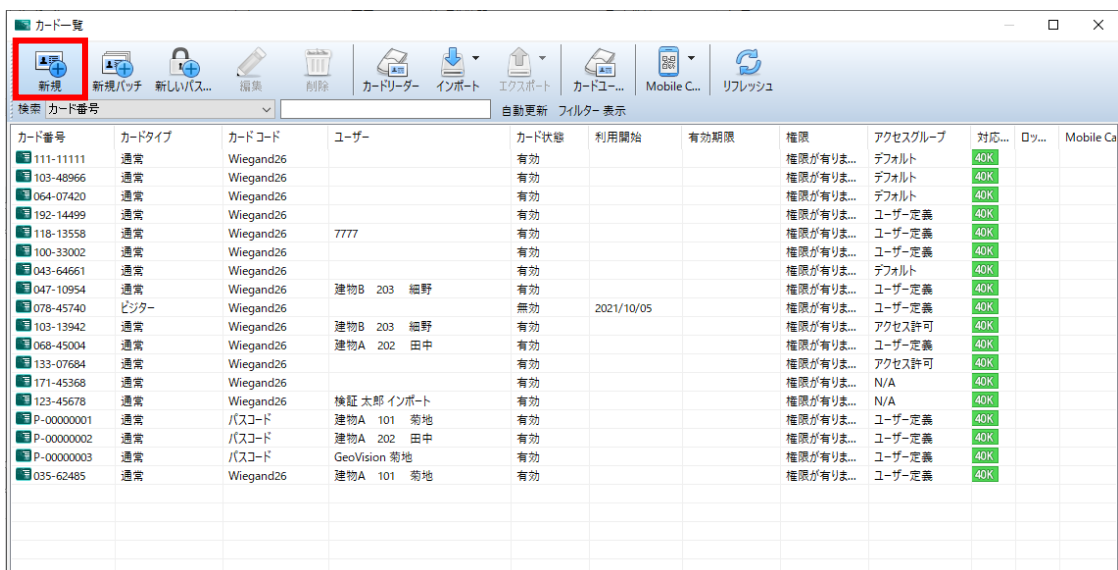 カード一覧
新規 新規バッチ 新しいパス... 編集 削除 カードリーダー インポート エクスポート カードユー... Mobile C... リフレッシュ
検索 カード番号 自動更新 フィルター 表示
カード番号 カードタイプ カード コード ユーザー カード状態 利用開始 有効期限 権限 アクセスグループ 対応... ロッ... Mobile Ca
111-11111 通常 Wiegand26 有効 権限が有りま... デフォルト 40K
103-48966 通常 Wiegand26 有効 権限が有りま... デフォルト 40K
064-07420 通常 Wiegand26 有効 権限が有りま... デフォルト 40K
192-14499 通常 Wiegand26 有効 権限が有りま... ユーザー定義 40K
118-13558 通常 Wiegand26 7777 有効 権限が有りま... ユーザー定義 40K
100-33002 通常 Wiegand26 有効 権限が有りま... ユーザー定義 40K
043-64661 通常 Wiegand26 有効 権限が有りま... デフォルト 40K
047-10954 通常 Wiegand26 建物B 203 細野 有効 権限が有りま... ユーザー定義 40K
078-45740 ビジター Wiegand26 無効 2021/10/05 権限が有りま... ユーザー定義 40K
103-13942 通常 Wiegand26 建物B 203 細野 有効 権限が有りま... アクセス許可 40K
068-45004 通常 Wiegand26 建物A 202 田中 有効 権限が有りま... ユーザー定義 40K
133-07684 通常 Wiegand26 有効 権限が有りま... アクセス許可 40K
171-45368 通常 Wiegand26 有効 権限が有りま... N/A 40K
123-45678 通常 Wiegand26 検証 太郎 インポート 有効 権限が有りま... N/A 40K
P-00000001 通常 パスコード 建物A 101 菊地 有効 権限が有りま... ユーザー定義 40K
P-00000002 通常 パスコード 建物A 202 田中 有効 権限が有りま... ユーザー定義 40K
P-00000003 通常 パスコード GeoVision 菊地 有効 権限が有りま... ユーザー定義 40K
035-62485 通常 Wiegand26 建物A 101 菊地 有効 権限が有りま... ユーザー定義 40K